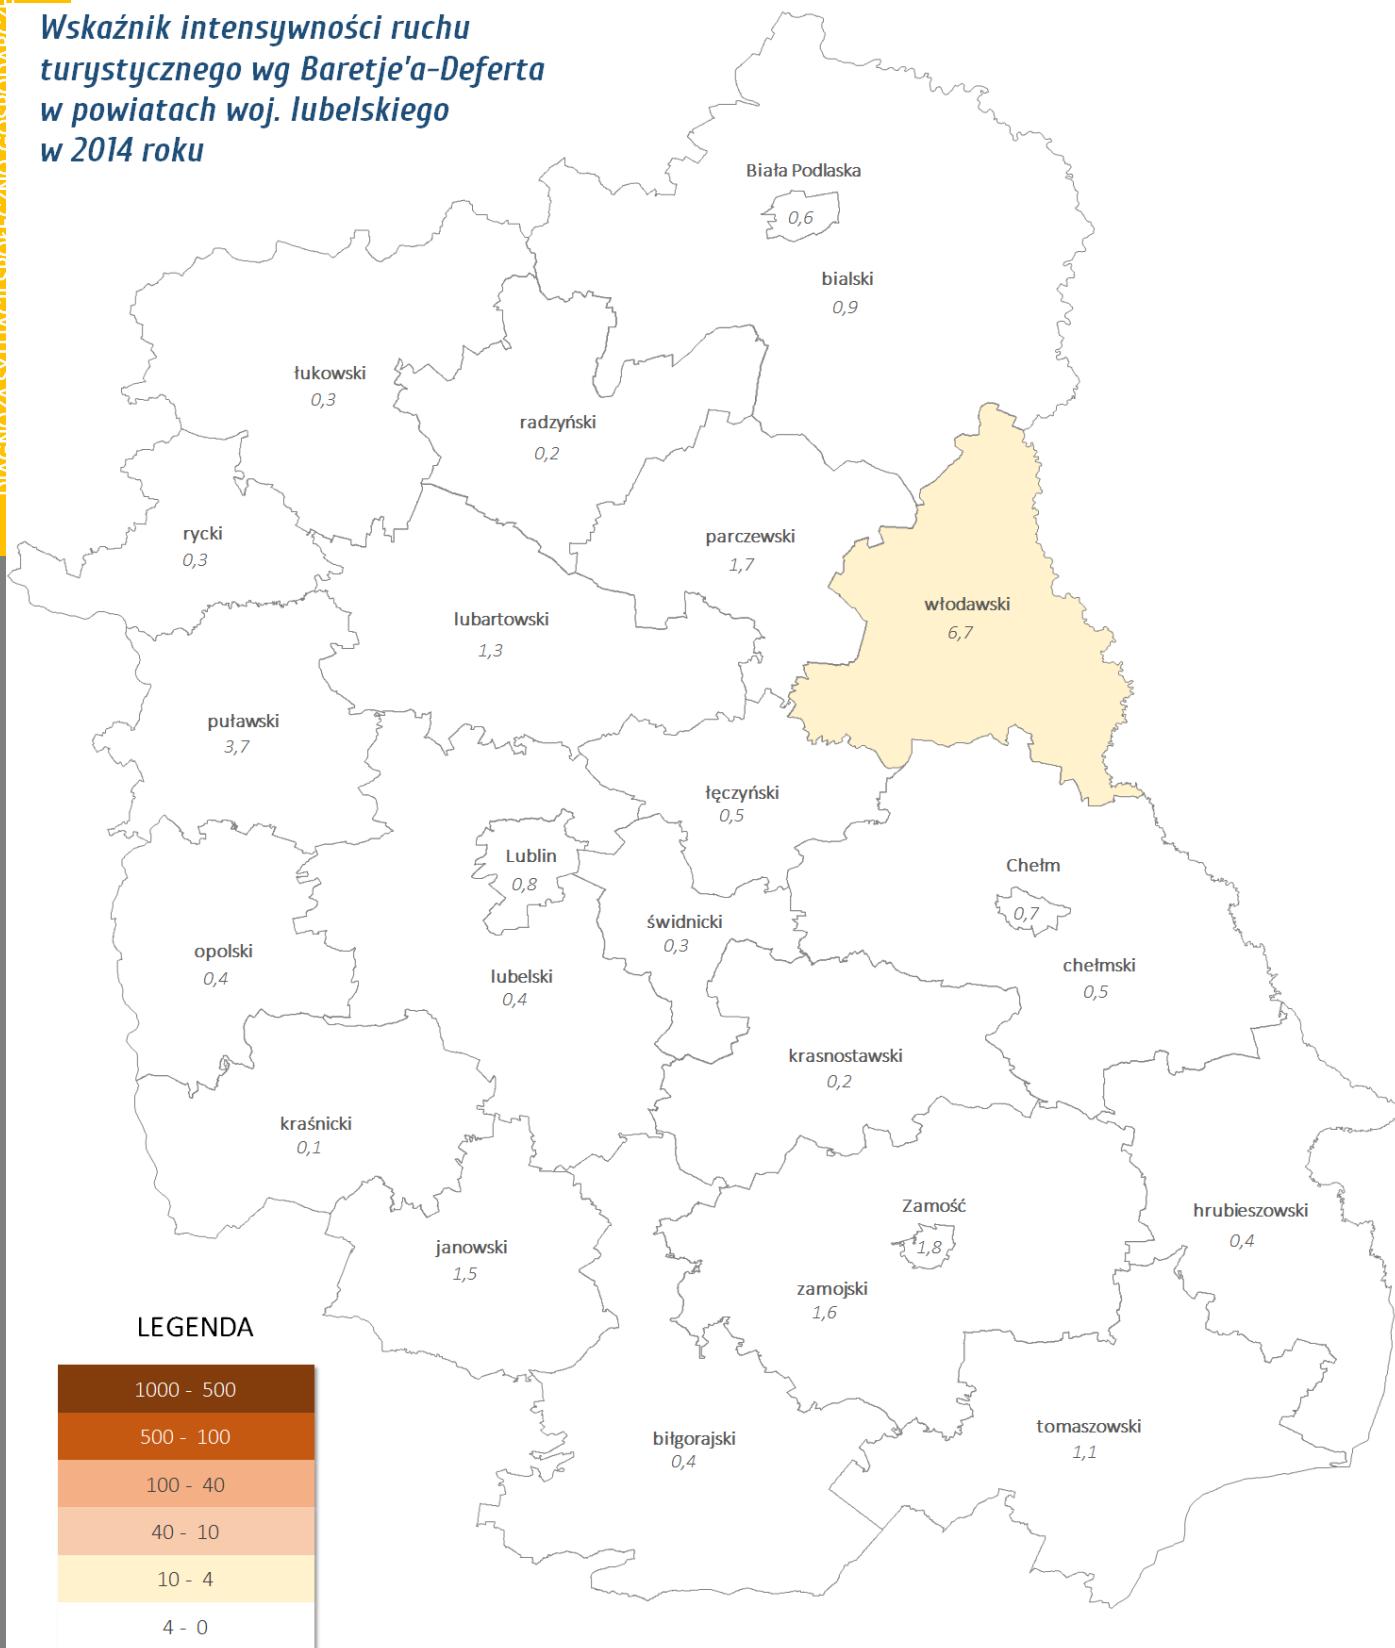 Wskaźnik intensywności ruchu
turystycznego wg Baretje'a-Deferta
w powiatach woj. lubelskiego
w 2014 roku
Biała Podlaska
0,6
bialski
0,9
łukowski
0,3
radzyński
0,2
rycki
0,3
parczewski
1,7
włodawski
6,7
lubartowski
1,3
puławski
3,7
łęczyński
0,5
Lublin
0,8
Chełm
0,7
świdnicki
0,3
opolski
0,4
lubelski
0,4
chełmski
0,5
krasnostawski
0,2
kraśnicki
0,1
Zamość
1,8
hrubieszowski
0,4
janowski
1,5
zamojski
1,6
biłgorajski
0,4
tomaszowski
1,1
LEGENDA
1000 - 500
500 - 100
100 - 40
40 - 10
10 - 4
4 - 0